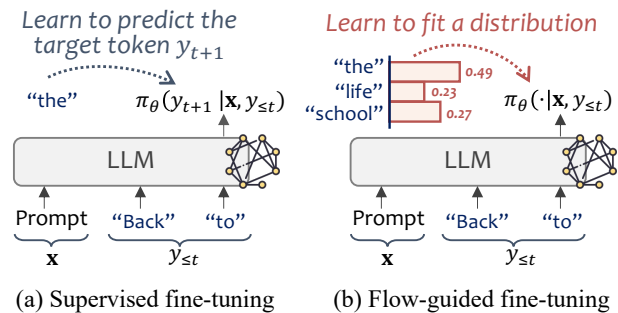 Learn to predict the
target token y_{t+1}
"the"
π_θ(y_{t+1} |x, y_{≤t})
LLM
Prompt
"Back"
"to"
x
y_{≤t}
(a) Supervised fine-tuning
Learn to fit a distribution
"the"
0.49
"life"
0.23
"school"
0.27
π_θ(·|x, y_{≤t})
LLM
Prompt
"Back"
"to"
x
y_{≤t}
(b) Flow-guided fine-tuning